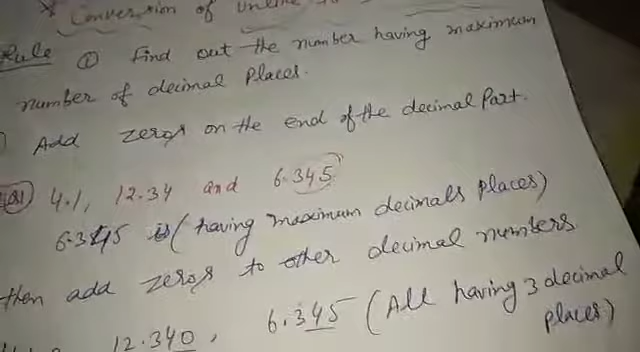 * Conversion of Unlike
Rule ① Find out the number having maximum
number of decimal places.
Add zeros on the end of the decimal Part.
Q1 4.1, 12.34 and 6.345
6.345 is (having maximum decimals places)
then add zeros to other decimal numbers
12.340, 6.345 (All having 3 decimal
places)